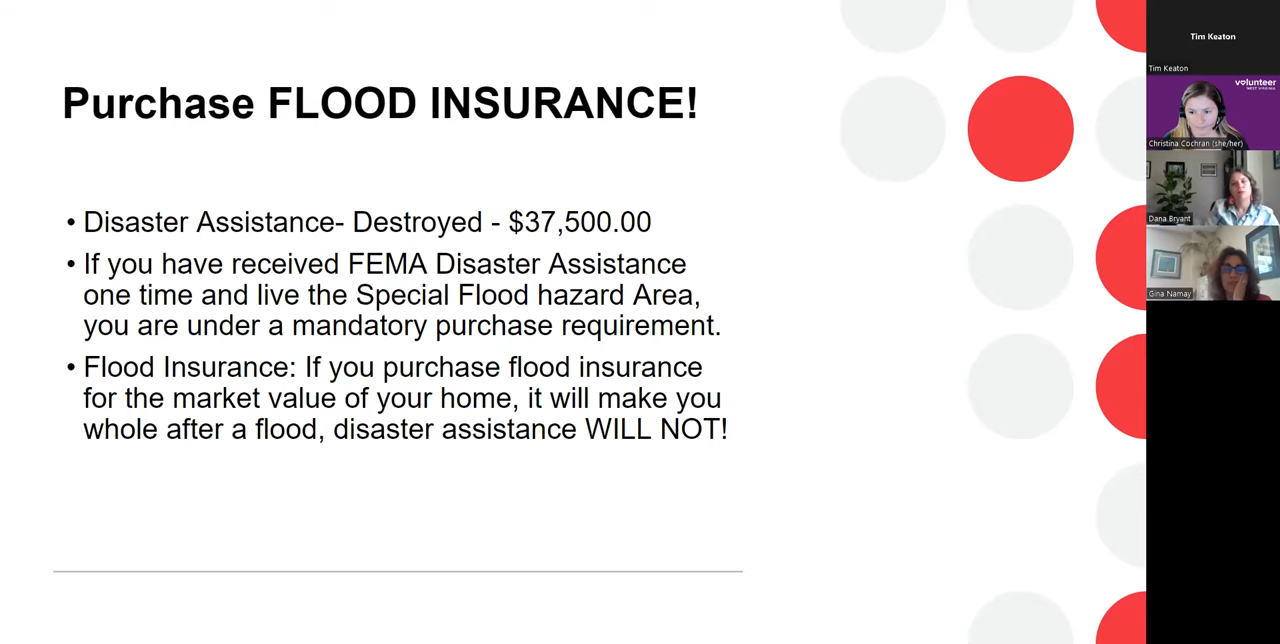 Purchase FLOOD INSURANCE!
• Disaster Assistance- Destroyed - $37,500.00
• If you have received FEMA Disaster Assistance
one time and live the Special Flood hazard Area,
you are under a mandatory purchase requirement.
• Flood Insurance: If you purchase flood insurance
for the market value of your home, it will make you
whole after a flood, disaster assistance WILL NOT!
Tim Keaton
Tim Keaton
volunteer
WEST VIRGINIA
Christina Cochran (she/her)
Dana Bryant
Gina Namay